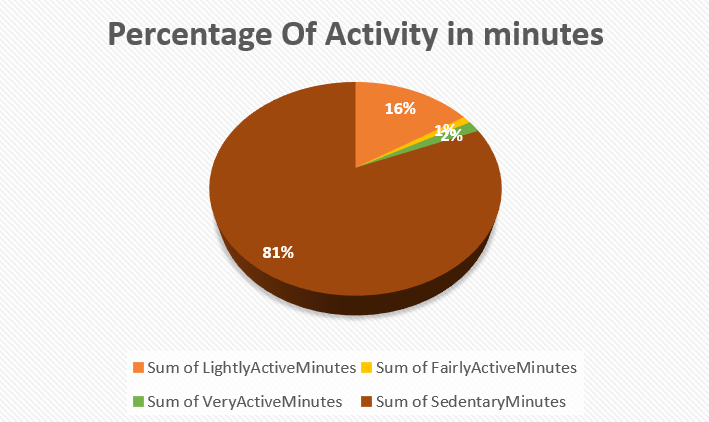 Percentage Of Activity in minutes
16%
1%
2%
81%
Sum of LightlyActiveMinutes Sum of FairlyActiveMinutes
Sum of VeryActiveMinutes Sum of SedentaryMinutes